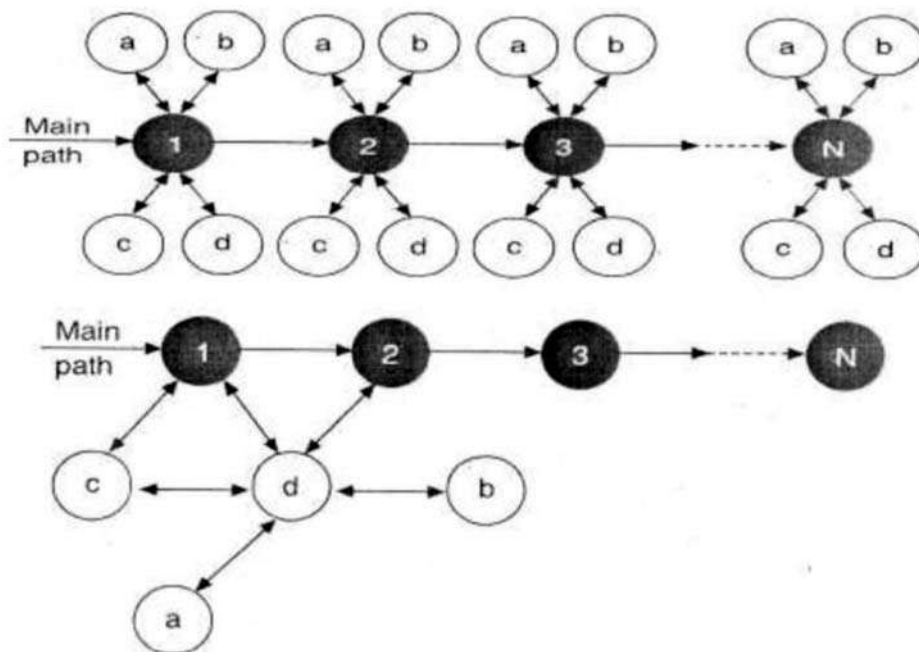 a b a b a b a b
Main
path
1 2 3 N
c d c d c d c d
Main
path
1 2 3 N
c d b
a